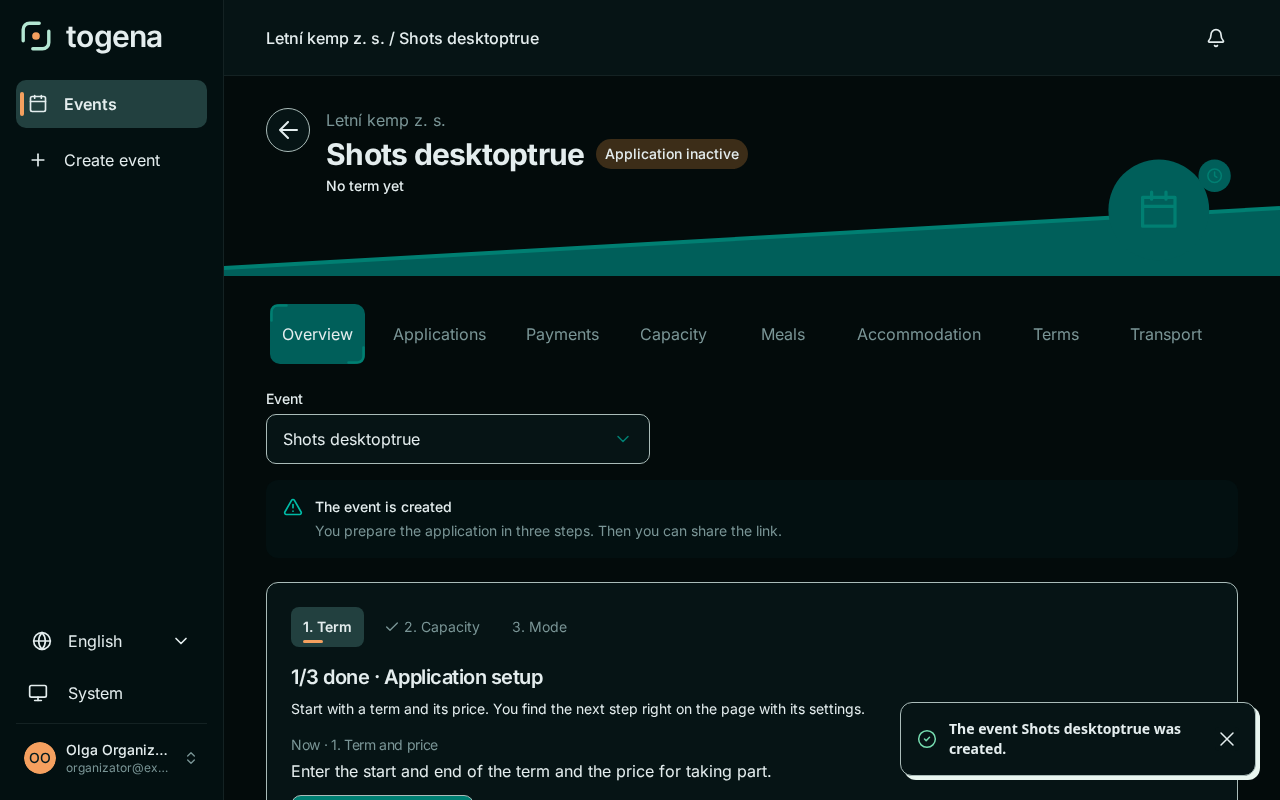 togena
Letní kemp z. s. / Shots desktoptrue
Events
Create event
Letní kemp z. s.
Shots desktoptrue
Application inactive
No term yet
Overview
Applications
Payments
Capacity
Meals
Accommodation
Terms
Transport
Event
Shots desktoptrue
The event is created
You prepare the application in three steps. Then you can share the link.
1. Term
2. Capacity
3. Mode
1/3 done · Application setup
Start with a term and its price. You find the next step right on the page with its settings.
Now · 1. Term and price
Enter the start and end of the term and the price for taking part.
English
System
OO
Olga Organiz...
organizator@ex...
The event Shots desktoptrue was
created.